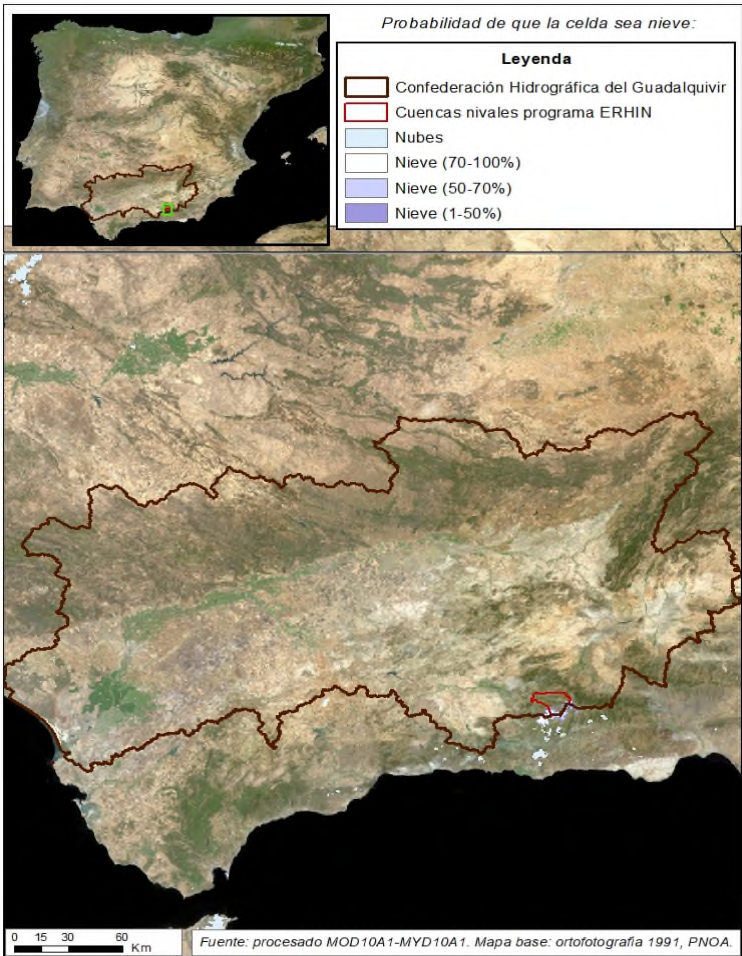 Probabilidad de que la celda sea nieve:
Leyenda
Confederación Hidrográfica del Guadalquivir
Cuencas nivales programa ERHIN
Nubes
Nieve (70-100%)
Nieve (50-70%)
Nieve (1-50%)
0 15 30 60
Km
Fuente: procesado MOD10A1-MYD10A1. Mapa base: ortofotografia 1991, PNOA.